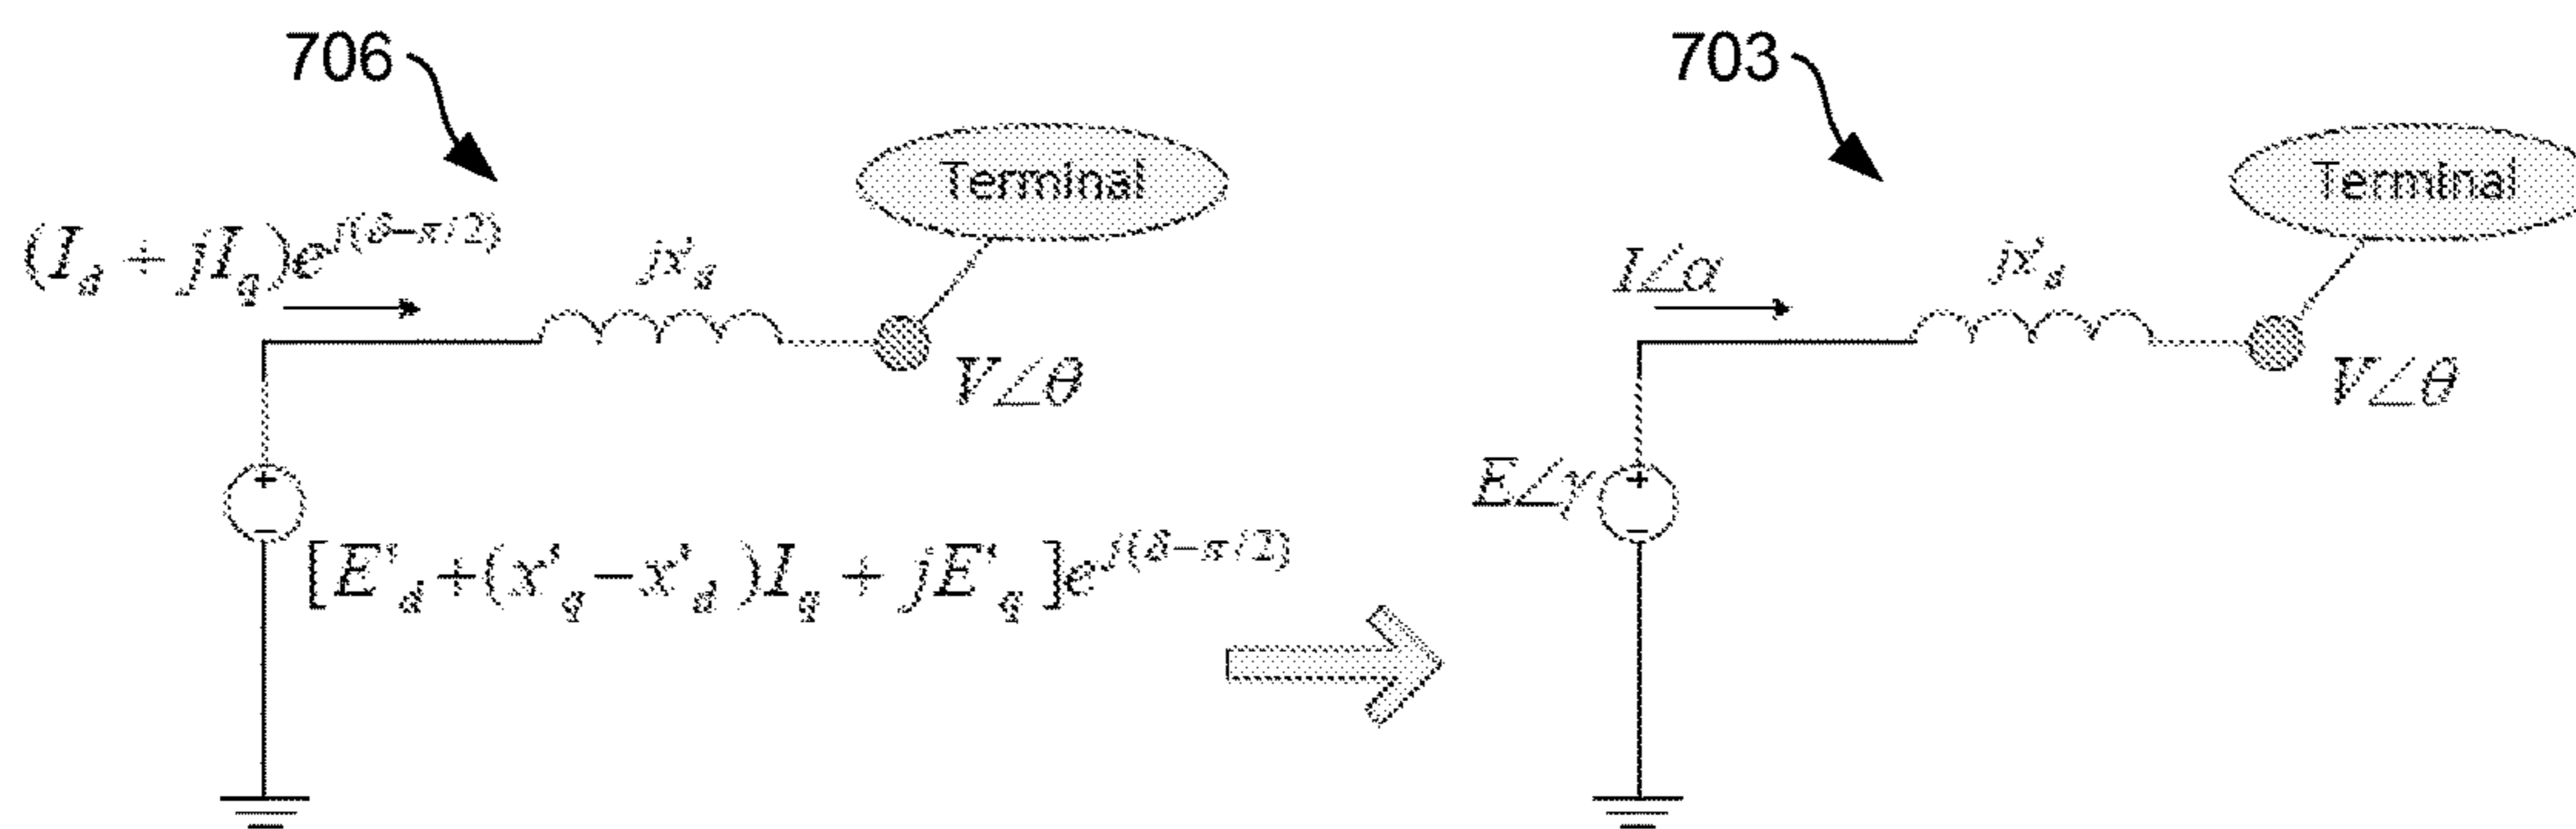 706
703
Terminal
Terminal
(I_d + jI_q)e^{j(δ−π/2)}
jx'_d
I∠α
jx'_d
V∠θ
V∠θ
E∠γ
[E'_d+(x'_q−x'_d)I_q + jE'_q]e^{j(δ−π/2)}